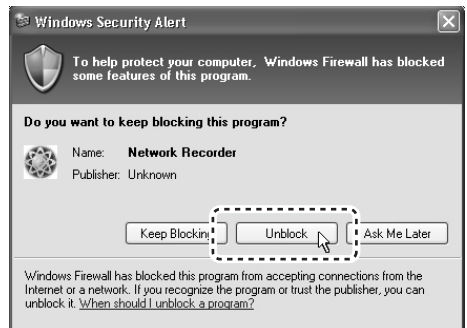 Windows Security Alert
To help protect your computer, Windows Firewall has blocked
some features of this program.
Do you want to keep blocking this program?
Name: Network Recorder
Publisher: Unknown
Keep Blocking Unblock Ask Me Later
Windows Firewall has blocked this program from accepting connections from the
Internet or a network. If you recognize the program or trust the publisher, you can
unblock it. When should I unblock a program?